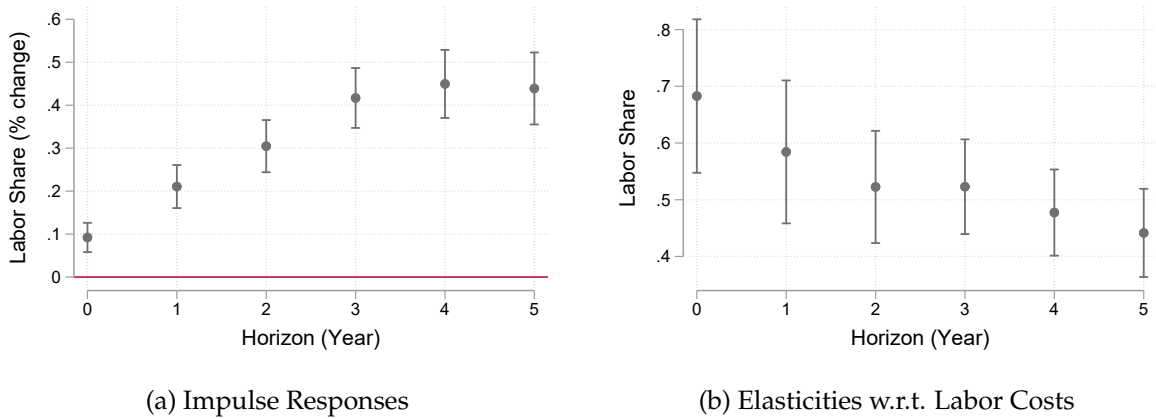 Labor Share (% change)
.6
.5
.4
.3
.2
.1
0
0 1 2 3 4 5
Horizon (Year)
(a) Impulse Responses
Labor Share
.8
.7
.6
.5
.4
0 1 2 3 4 5
Horizon (Year)
(b) Elasticities w.r.t. Labor Costs